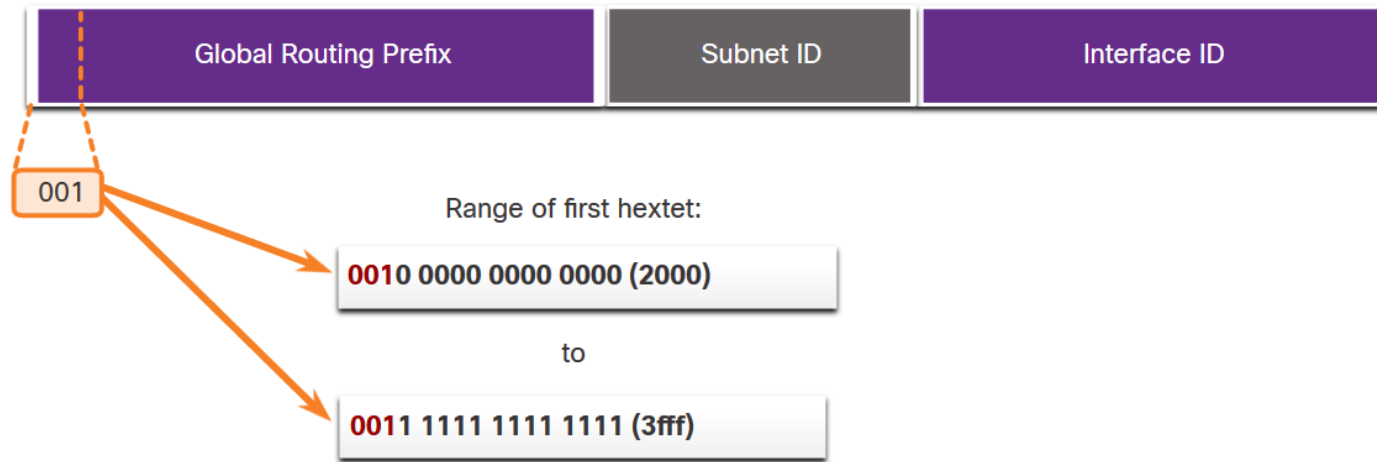 Global Routing Prefix Subnet ID Interface ID
001
Range of first hextet:
0010 0000 0000 0000 (2000)
to
0011 1111 1111 1111 (3fff)